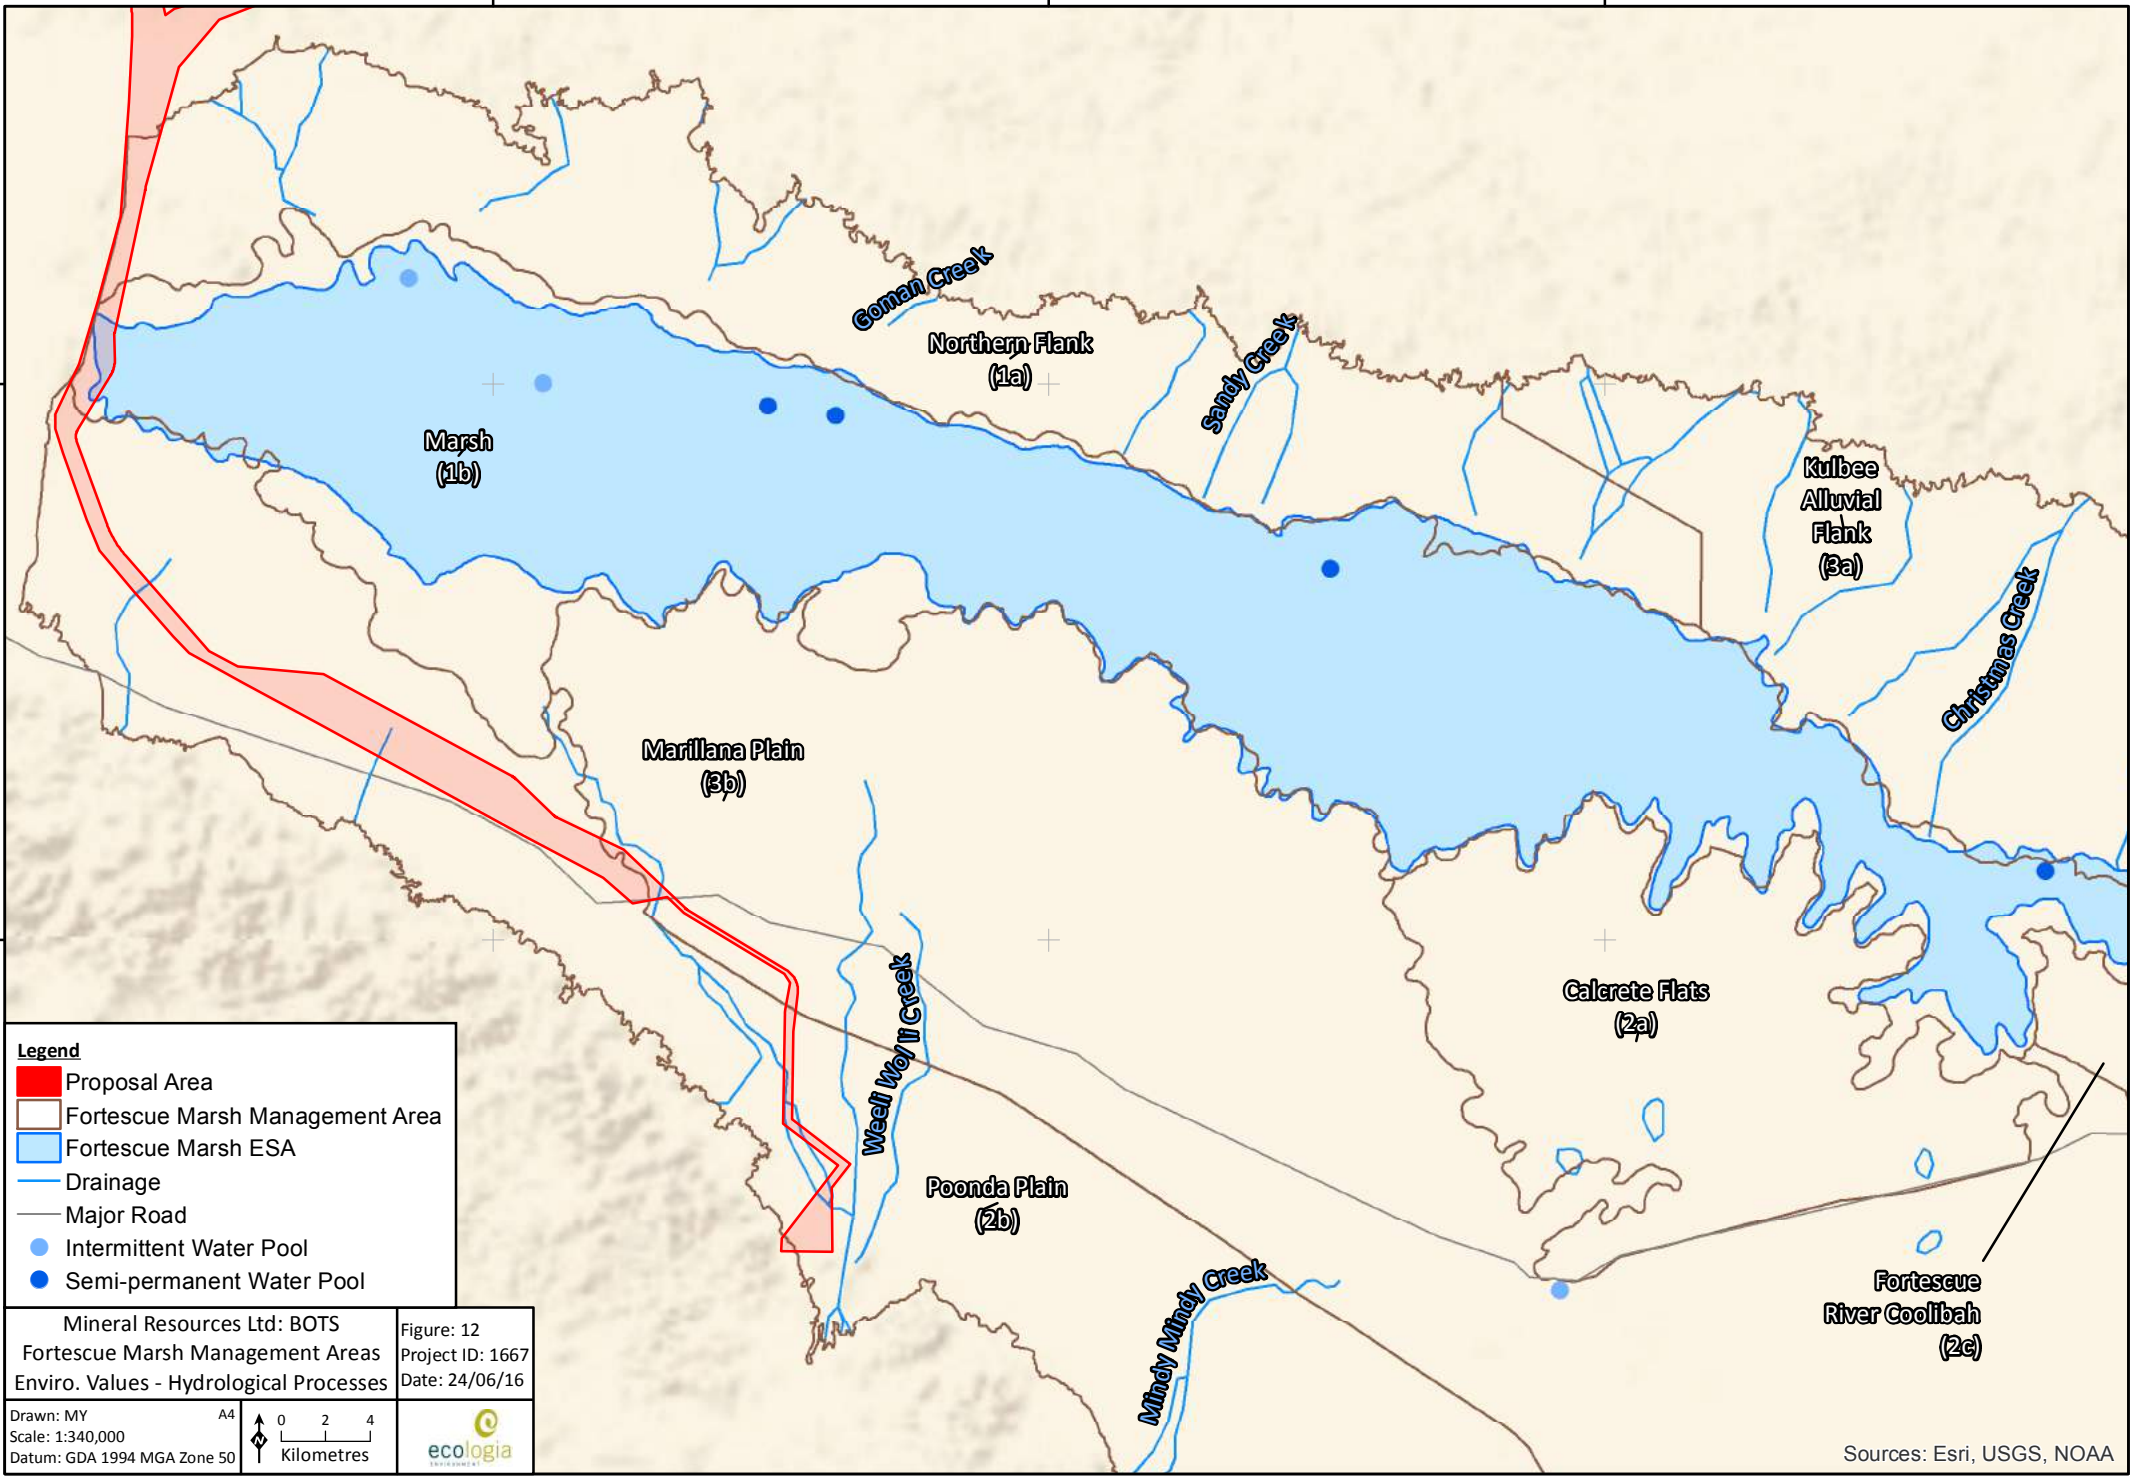 Goman Creek
Northern Flank
(1a)
Sandy Creek
Marsh
(1b)
Kulbee
Alluvial
Flank
(3a)
Christmas Creek
Marillana Plain
(3b)
Weeli Wolli Creek
Calcrete Flats
(2a)
Poonda Plain
(2b)
Mindy Mindy Creek
Fortescue
River Coolibah
(2c)
Legend
Proposal Area
Fortescue Marsh Management Area
Fortescue Marsh ESA
Drainage
Major Road
Intermittent Water Pool
Semi-permanent Water Pool
Mineral Resources Ltd: BOTS
Fortescue Marsh Management Areas
Enviro. Values - Hydrological Processes
Figure: 12
Project ID: 1667
Date: 24/06/16
Drawn: MY A4
Scale: 1:340,000
Datum: GDA 1994 MGA Zone 50
N
0 2 4
Kilometres
ecologia
ENVIRONMENT
Sources: Esri, USGS, NOAA